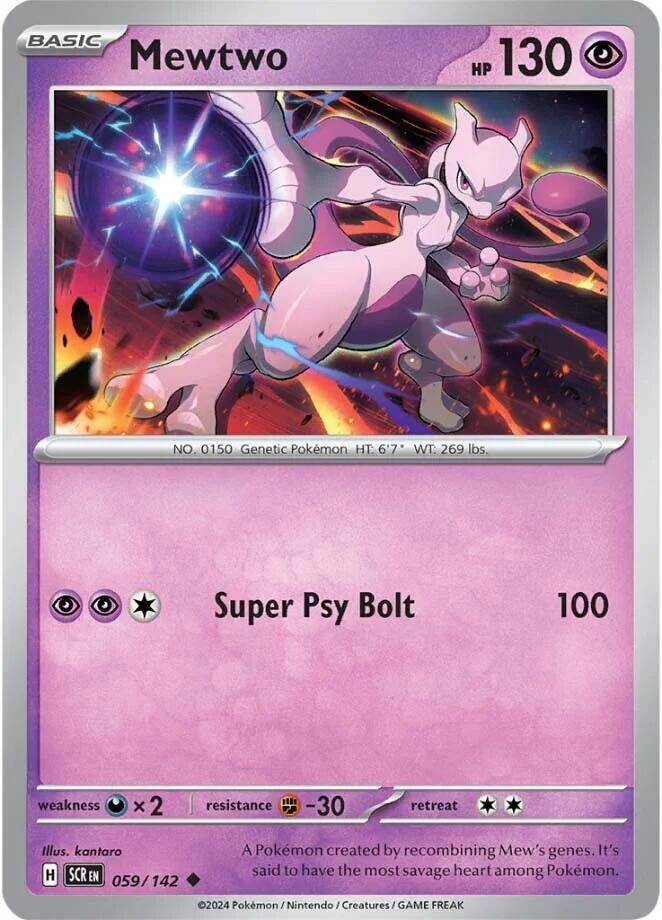 BASIC
Mewtwo HP 130
NO. 0150 Genetic Pokémon HT: 6'7" WT: 269 lbs.
Super Psy Bolt 100
weakness ×2 resistance -30 retreat
Illus. kantaro
A Pokémon created by recombining Mew's genes. It's
said to have the most savage heart among Pokémon.
H SCR EN 059/142
©2024 Pokémon / Nintendo / Creatures / GAME FREAK